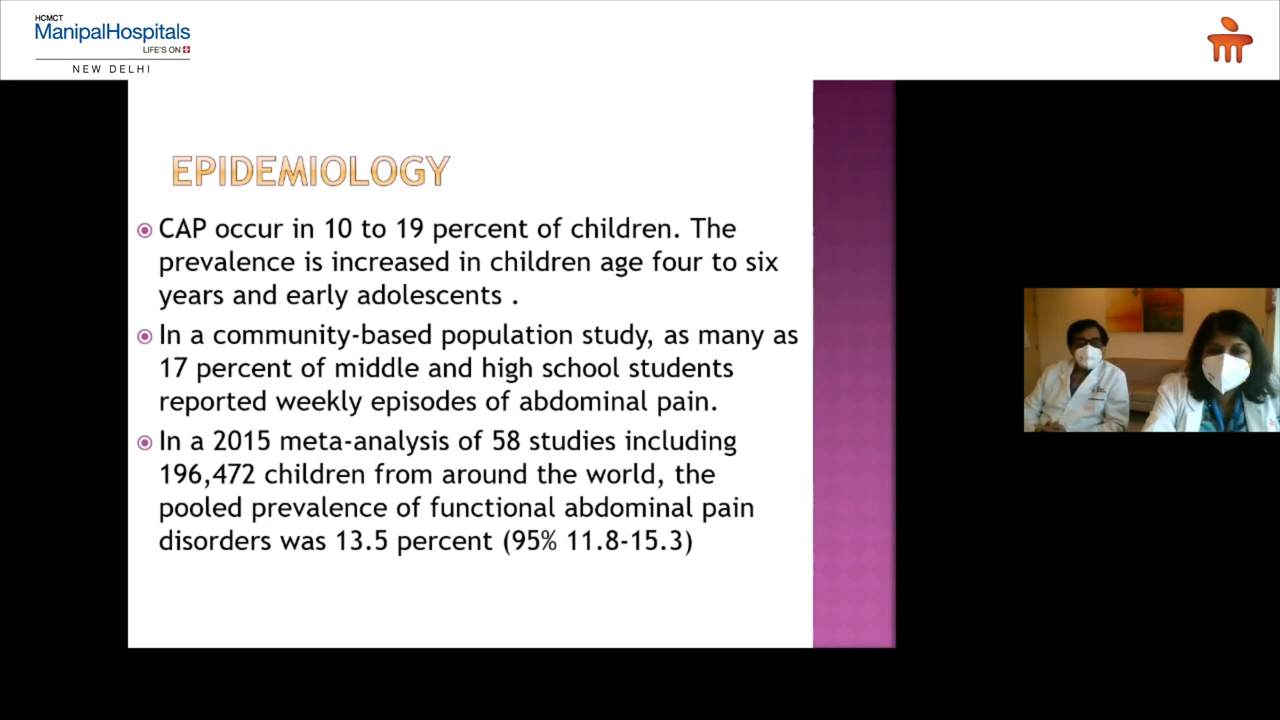 HCMCT
ManipalHospitals
LIFE'S ON
NEW DELHI
EPIDEMIOLOGY
CAP occur in 10 to 19 percent of children. The
prevalence is increased in children age four to six
years and early adolescents .
In a community-based population study, as many as
17 percent of middle and high school students
reported weekly episodes of abdominal pain.
In a 2015 meta-analysis of 58 studies including
196,472 children from around the world, the
pooled prevalence of functional abdominal pain
disorders was 13.5 percent (95% 11.8-15.3)